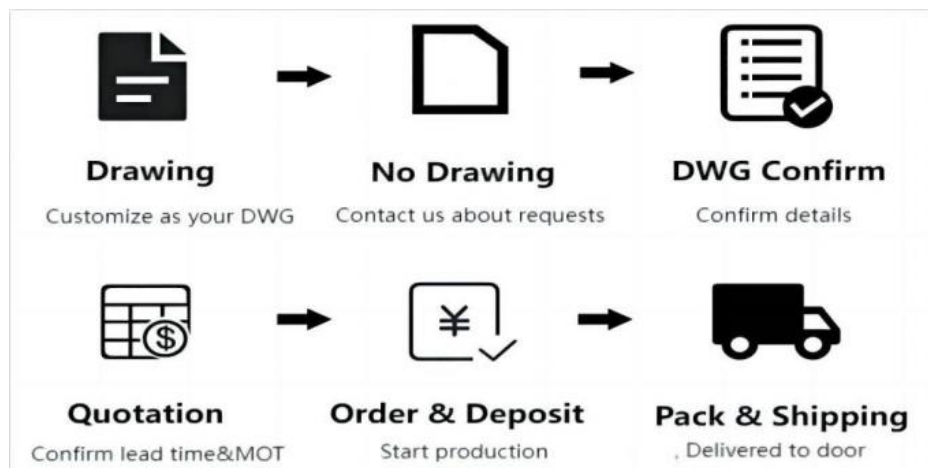 Drawing
No Drawing
DWG Confirm
Customize as your DWG
Contact us about requests
Confirm details
$
¥
Quotation
Order & Deposit
Pack & Shipping
Confirm lead time&MOT
Start production
, Delivered to door